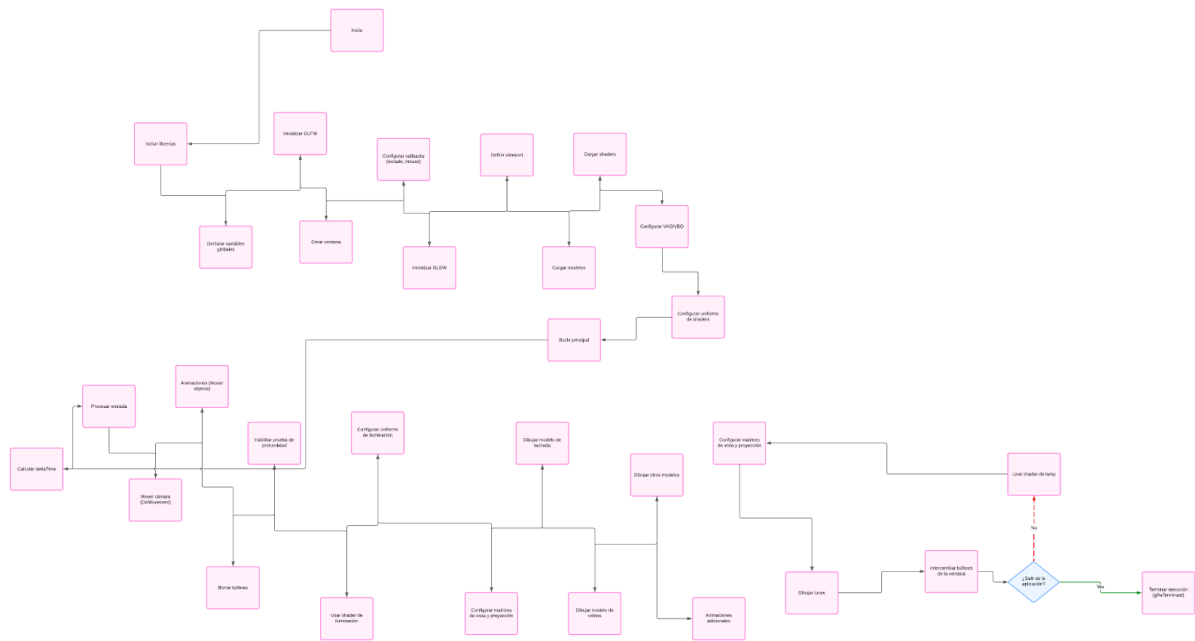 Inicio
Incluir librerías
Declarar variables
globales
Inicializar GLFW
Crear ventana
Configurar callbacks
(teclado, mouse)
Inicializar GLEW
Definir viewport
Cargar modelos
Cargar shaders
Configurar VAO/VBO
Configurar uniforms
de shaders
Bucle principal
Calcular deltaTime
Procesar entrada
Mover cámara
(DoMovement)
Animaciones (Mover
objetos)
Borrar búferes
Habilitar prueba de
profundidad
Usar shader de
iluminación
Configurar uniforms
de iluminación
Configurar matrices
de vista y proyección
Dibujar modelo de
fachada
Dibujar modelo de
vidrios
Dibujar otros modelos
Animaciones
adicionales
Configurar matrices
de vista y proyección
Dibujar luces
Intercambiar búferes
de la ventana
¿Salir de la
aplicación?
No
Usar shader de lamp
Yes
Terminar ejecución
(glfwTerminate)